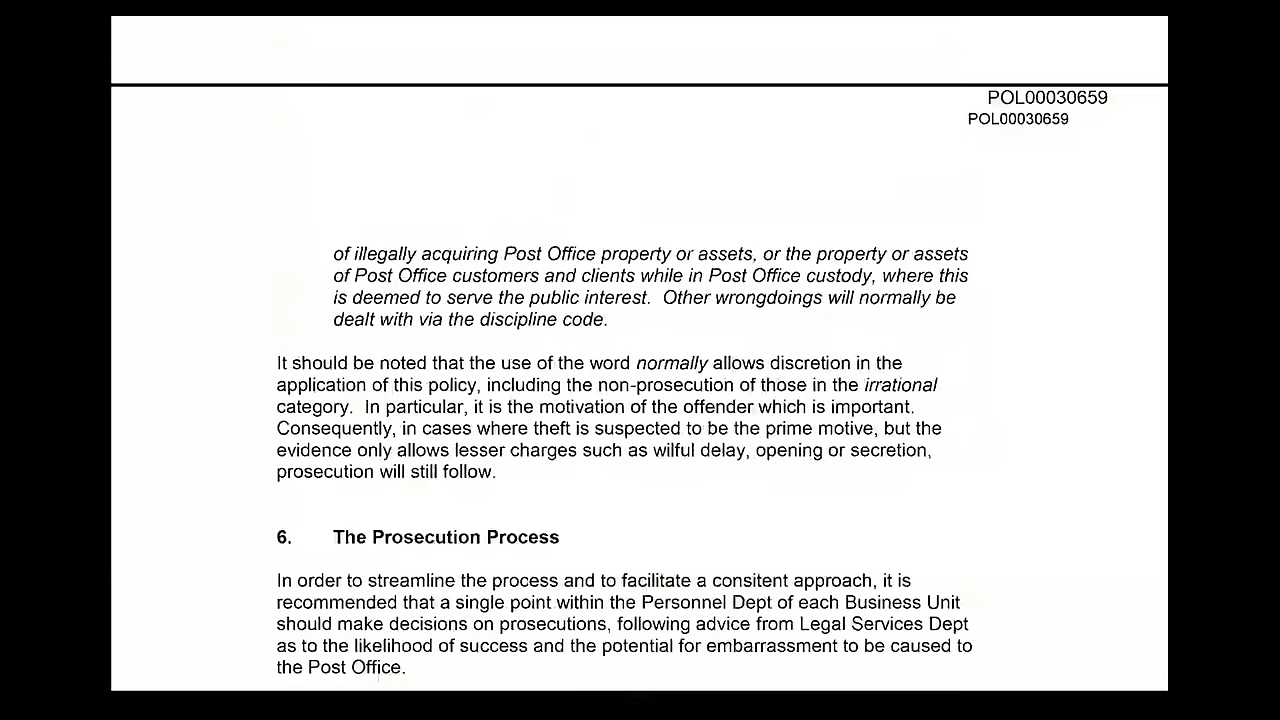 POL00030659
POL00030659
of illegally acquiring Post Office property or assets, or the property or assets
of Post Office customers and clients while in Post Office custody, where this
is deemed to serve the public interest.  Other wrongdoings will normally be
dealt with via the discipline code.
It should be noted that the use of the word normally allows discretion in the
application of this policy, including the non-prosecution of those in the irrational
category.  In particular, it is the motivation of the offender which is important.
Consequently, in cases where theft is suspected to be the prime motive, but the
evidence only allows lesser charges such as wilful delay, opening or secretion,
prosecution will still follow.
6. The Prosecution Process
In order to streamline the process and to facilitate a consitent approach, it is
recommended that a single point within the Personnel Dept of each Business Unit
should make decisions on prosecutions, following advice from Legal Services Dept
as to the likelihood of success and the potential for embarrassment to be caused to
the Post Office.